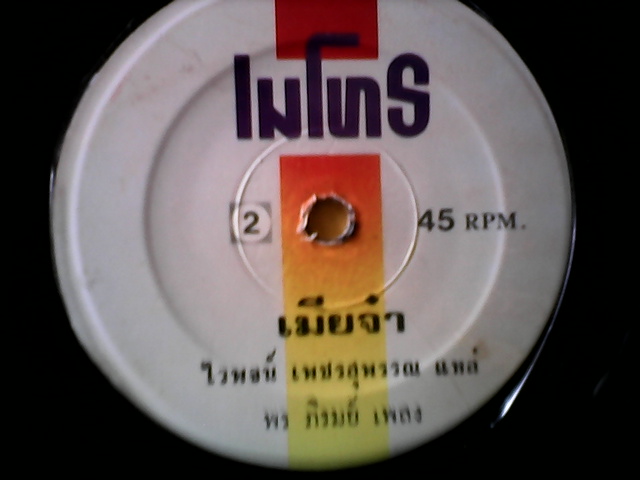 ไมโทร
2 45 RPM.
เมียจ๋า
ไวพจน์ เพชรสุพรรณ แหล่
พร ภิรมย์ เพลง